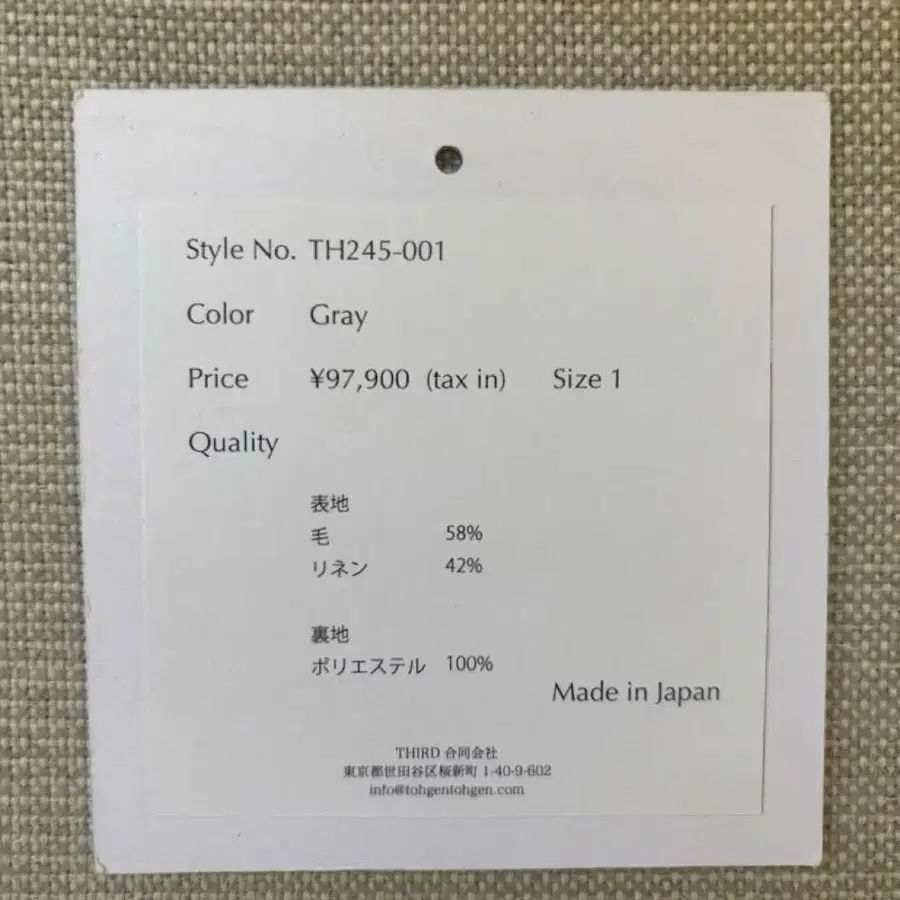 Style No. TH245-001
Color Gray
Price ¥97,900 (tax in) Size 1
Quality
表地
毛 58%
リネン 42%
裏地
ポリエステル 100%
Made in Japan
THIRD 合同会社
東京都世田谷区桜新町 1-40-9-602
info@tohgentohgen.com